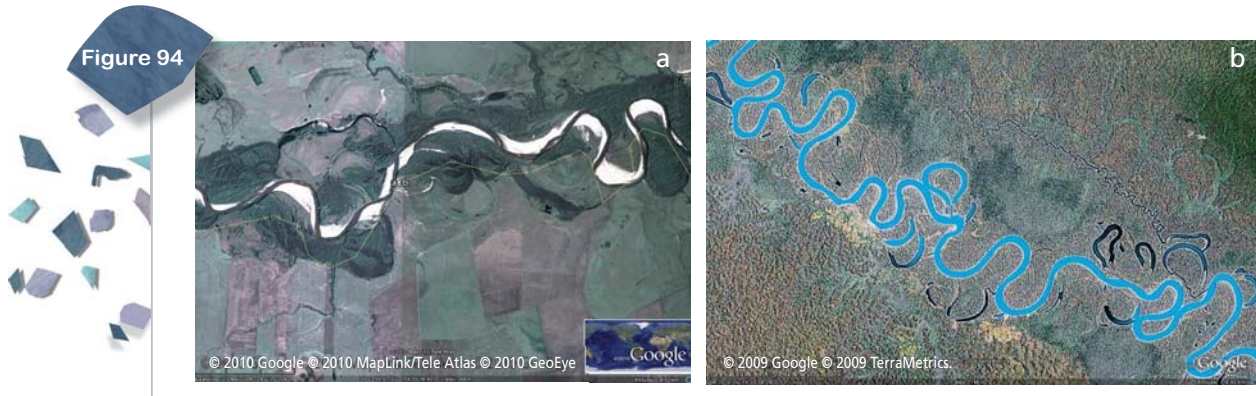 Figure 94
a
b
© 2010 Google © 2010 MapLink/Tele Atlas © 2010 GeoEye
Google
© 2009 Google © 2009 TerraMetrics.
Google